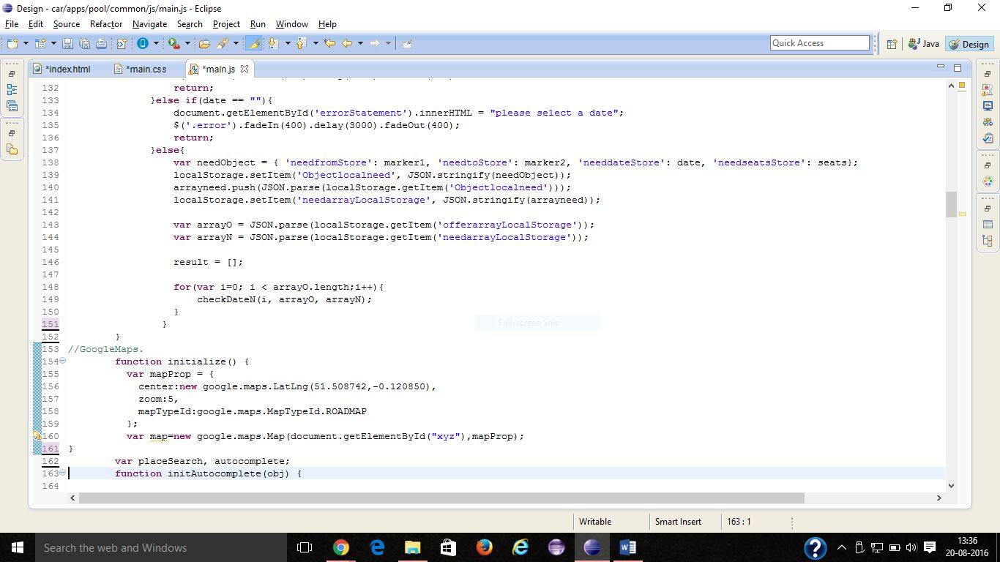 Design - car/apps/pool/common/js/main.js - Eclipse
File Edit Source Refactor Navigate Search Project Run Window Help
Quick Access
Java
Design
*index.html
*main.css
*main.js
132 return;
133 }else if(date == ""){
134 document.getElementById('errorStatement').innerHTML = "please select a date";
135 $('.error').fadeIn(400).delay(3000).fadeOut(400);
136 return;
137 }else{
138 var needObject = { 'needfromStore': marker1, 'needtoStore': marker2, 'needdateStore': date, 'needseatsStore': seats};
139 localStorage.setItem('Objectlocalneed', JSON.stringify(needObject));
140 arrayneed.push(JSON.parse(localStorage.getItem('Objectlocalneed')));
141 localStorage.setItem('needarrayLocalStorage', JSON.stringify(arrayneed));
142
143 var arrayO = JSON.parse(localStorage.getItem('offerarrayLocalStorage'));
144 var arrayN = JSON.parse(localStorage.getItem('needarrayLocalStorage'));
145
146 result = [];
147
148 for(var i=0; i < arrayO.length;i++){
149 checkDateN(i, arrayO, arrayN);
150 }
151 }
152 }
153 //GoogleMaps.
154 function initialize() {
155 var mapProp = {
156 center:new google.maps.LatLng(51.508742,-0.120850),
157 zoom:5,
158 mapTypeId:google.maps.MapTypeId.ROADMAP
159 };
160 var map=new google.maps.Map(document.getElementById("xyz"),mapProp);
161 }
162 var placeSearch, autocomplete;
163 function initAutocomplete(obj) {
164
Full-screen Snip
Writable
Smart Insert
163 : 1
Search the web and Windows
13:36
20-08-2016